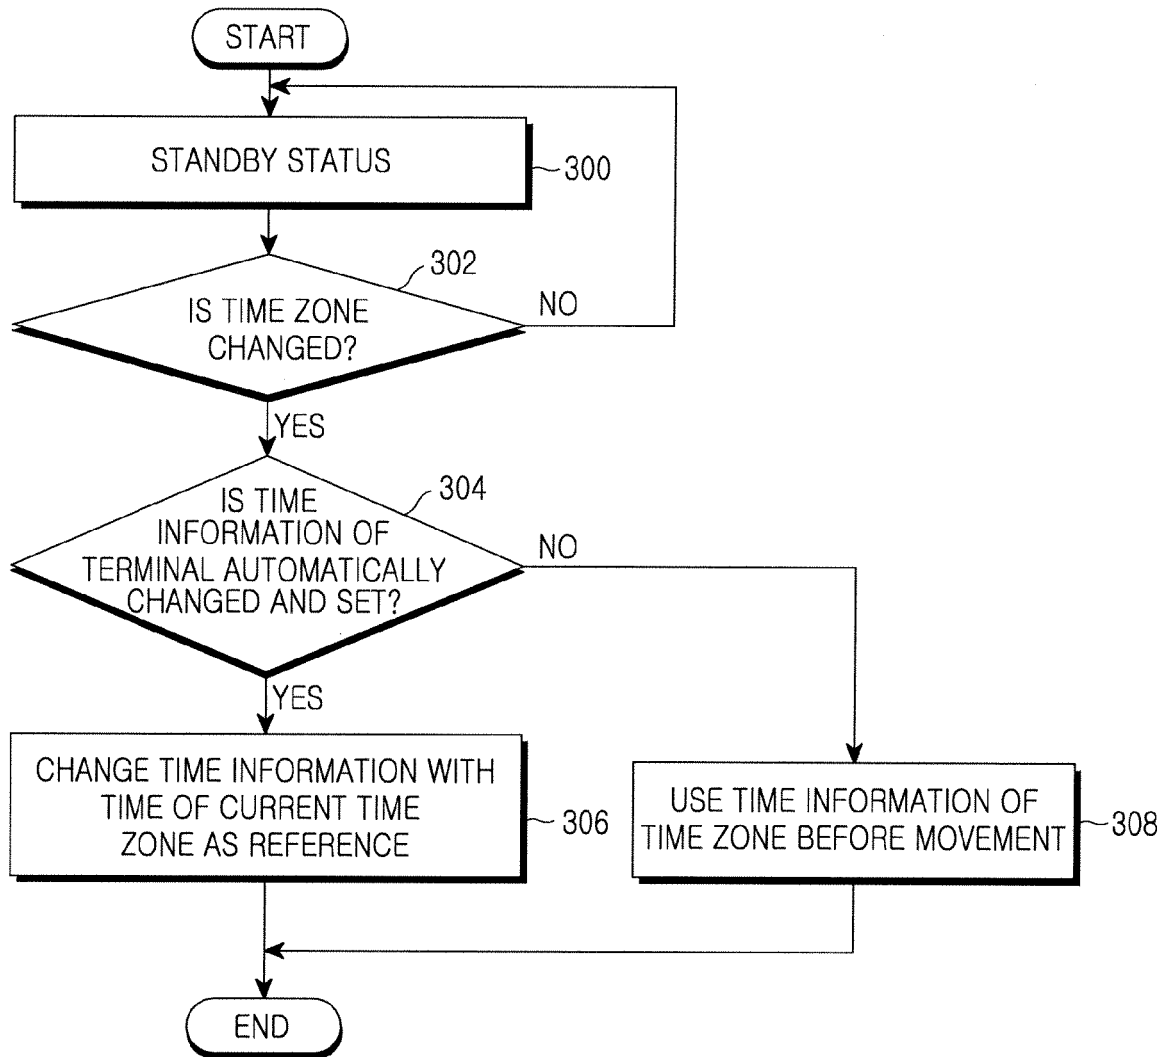 START
STANDBY STATUS
300
302
IS TIME ZONE
CHANGED?
NO
YES
304
IS TIME
INFORMATION OF
TERMINAL AUTOMATICALLY
CHANGED AND SET?
NO
YES
CHANGE TIME INFORMATION WITH
TIME OF CURRENT TIME
ZONE AS REFERENCE
306
USE TIME INFORMATION OF
TIME ZONE BEFORE MOVEMENT
308
END